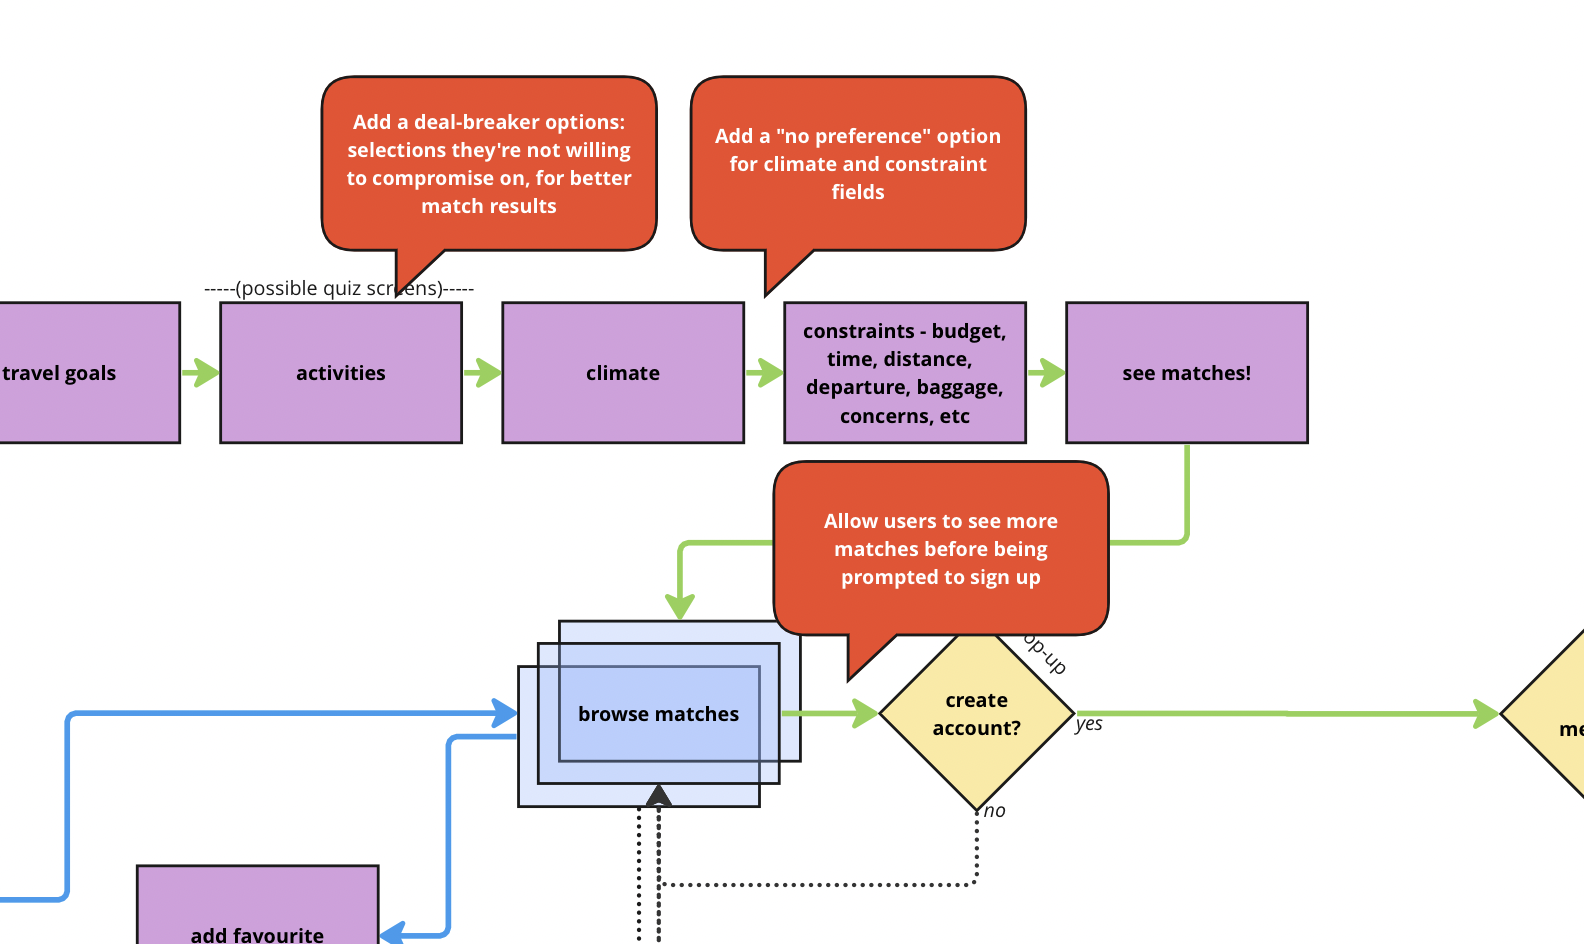 Add a deal-breaker options:
selections they're not willing
to compromise on, for better
match results
Add a "no preference" option
for climate and constraint
fields
-----(possible quiz screens)-----
travel goals
activities
climate
constraints - budget,
time, distance,
departure, baggage,
concerns, etc
see matches!
Allow users to see more
matches before being
prompted to sign up
op-up
browse matches
create
account?
yes
no
me
add favourite